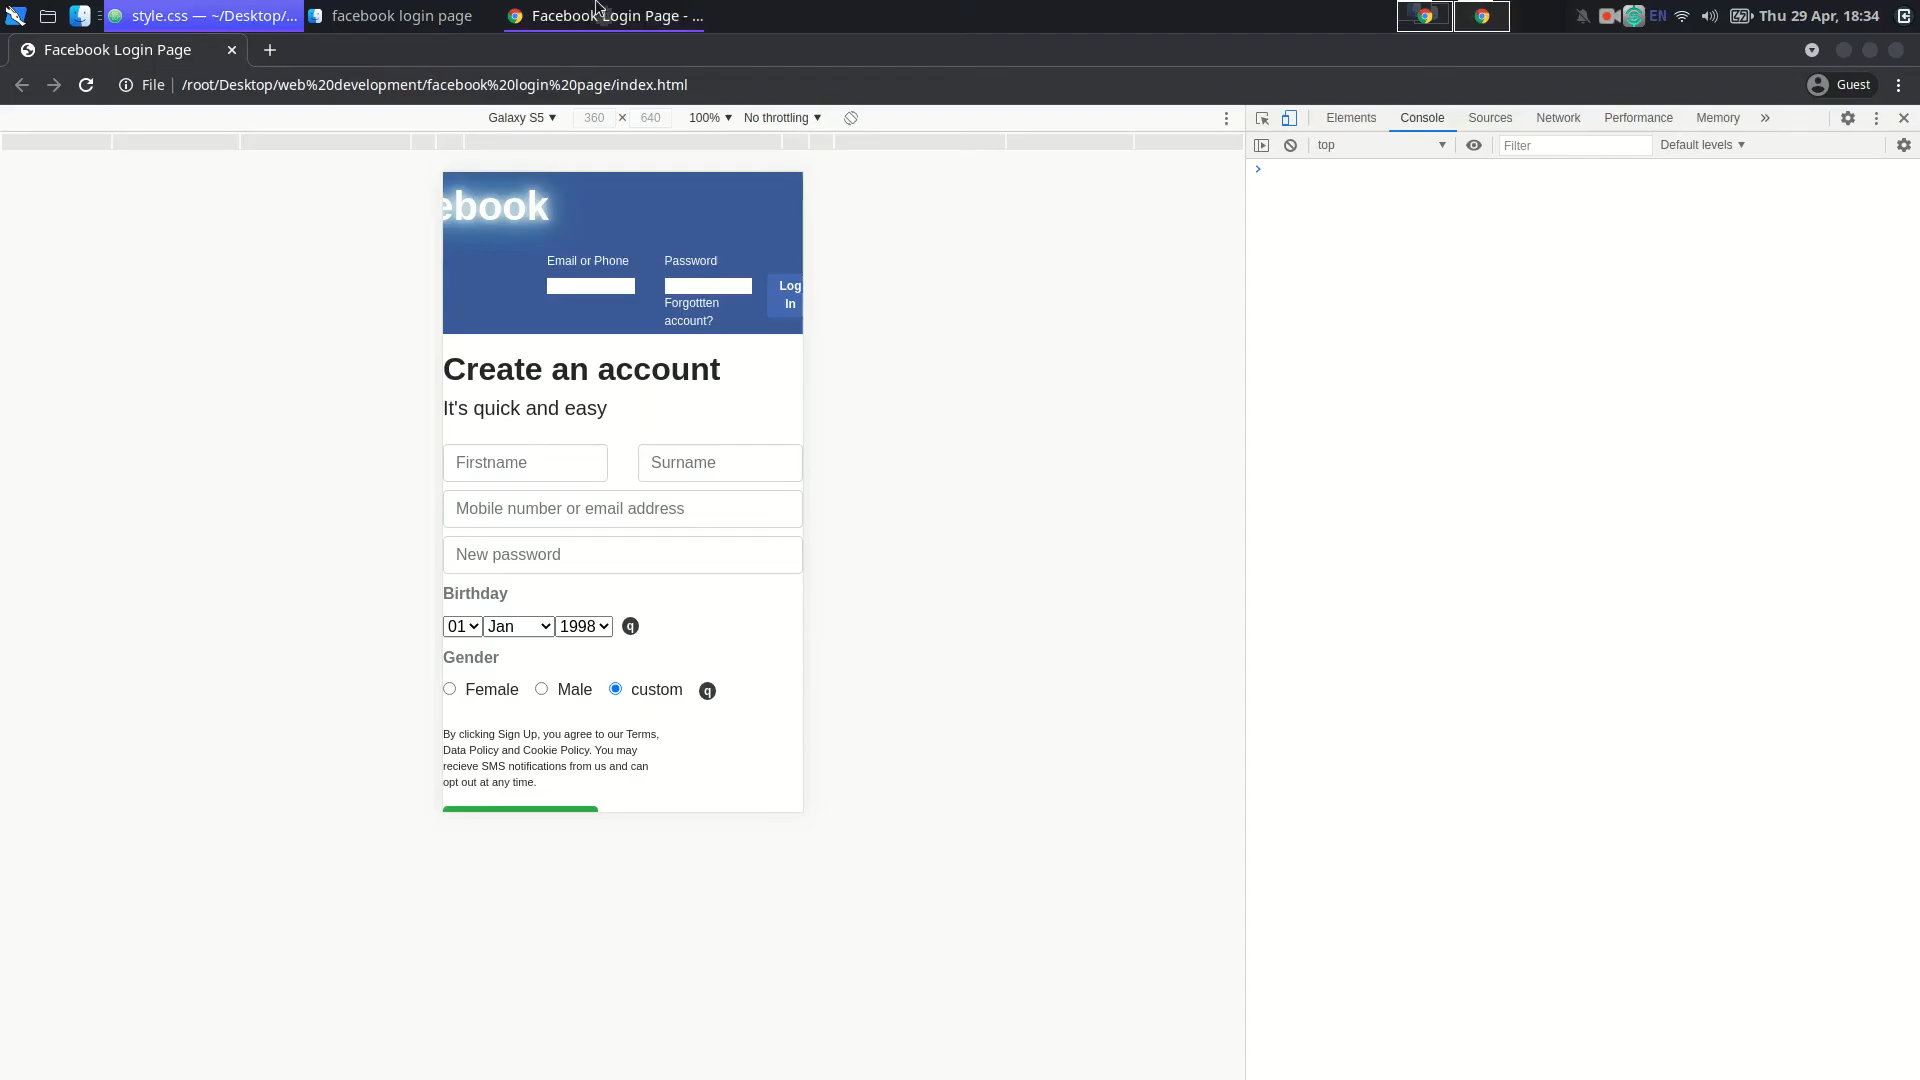 style.css — ~/Desktop/...
facebook login page
Facebook Login Page - ...
EN
Thu 29 Apr, 18:34
Facebook Login Page
File
/root/Desktop/web%20development/facebook%20login%20page/index.html
Guest
Galaxy S5 ▼
360 × 640
100% ▼
No throttling ▼
Elements
Console
Sources
Network
Performance
Memory
top
Filter
Default levels ▼
ebook
Email or Phone
Password
Log
In
Forgottten
account?
Create an account
It's quick and easy
Firstname
Surname
Mobile number or email address
New password
Birthday
01
Jan
1998
q
Gender
Female
Male
custom
q
By clicking Sign Up, you agree to our Terms,
Data Policy and Cookie Policy. You may
recieve SMS notifications from us and can
opt out at any time.